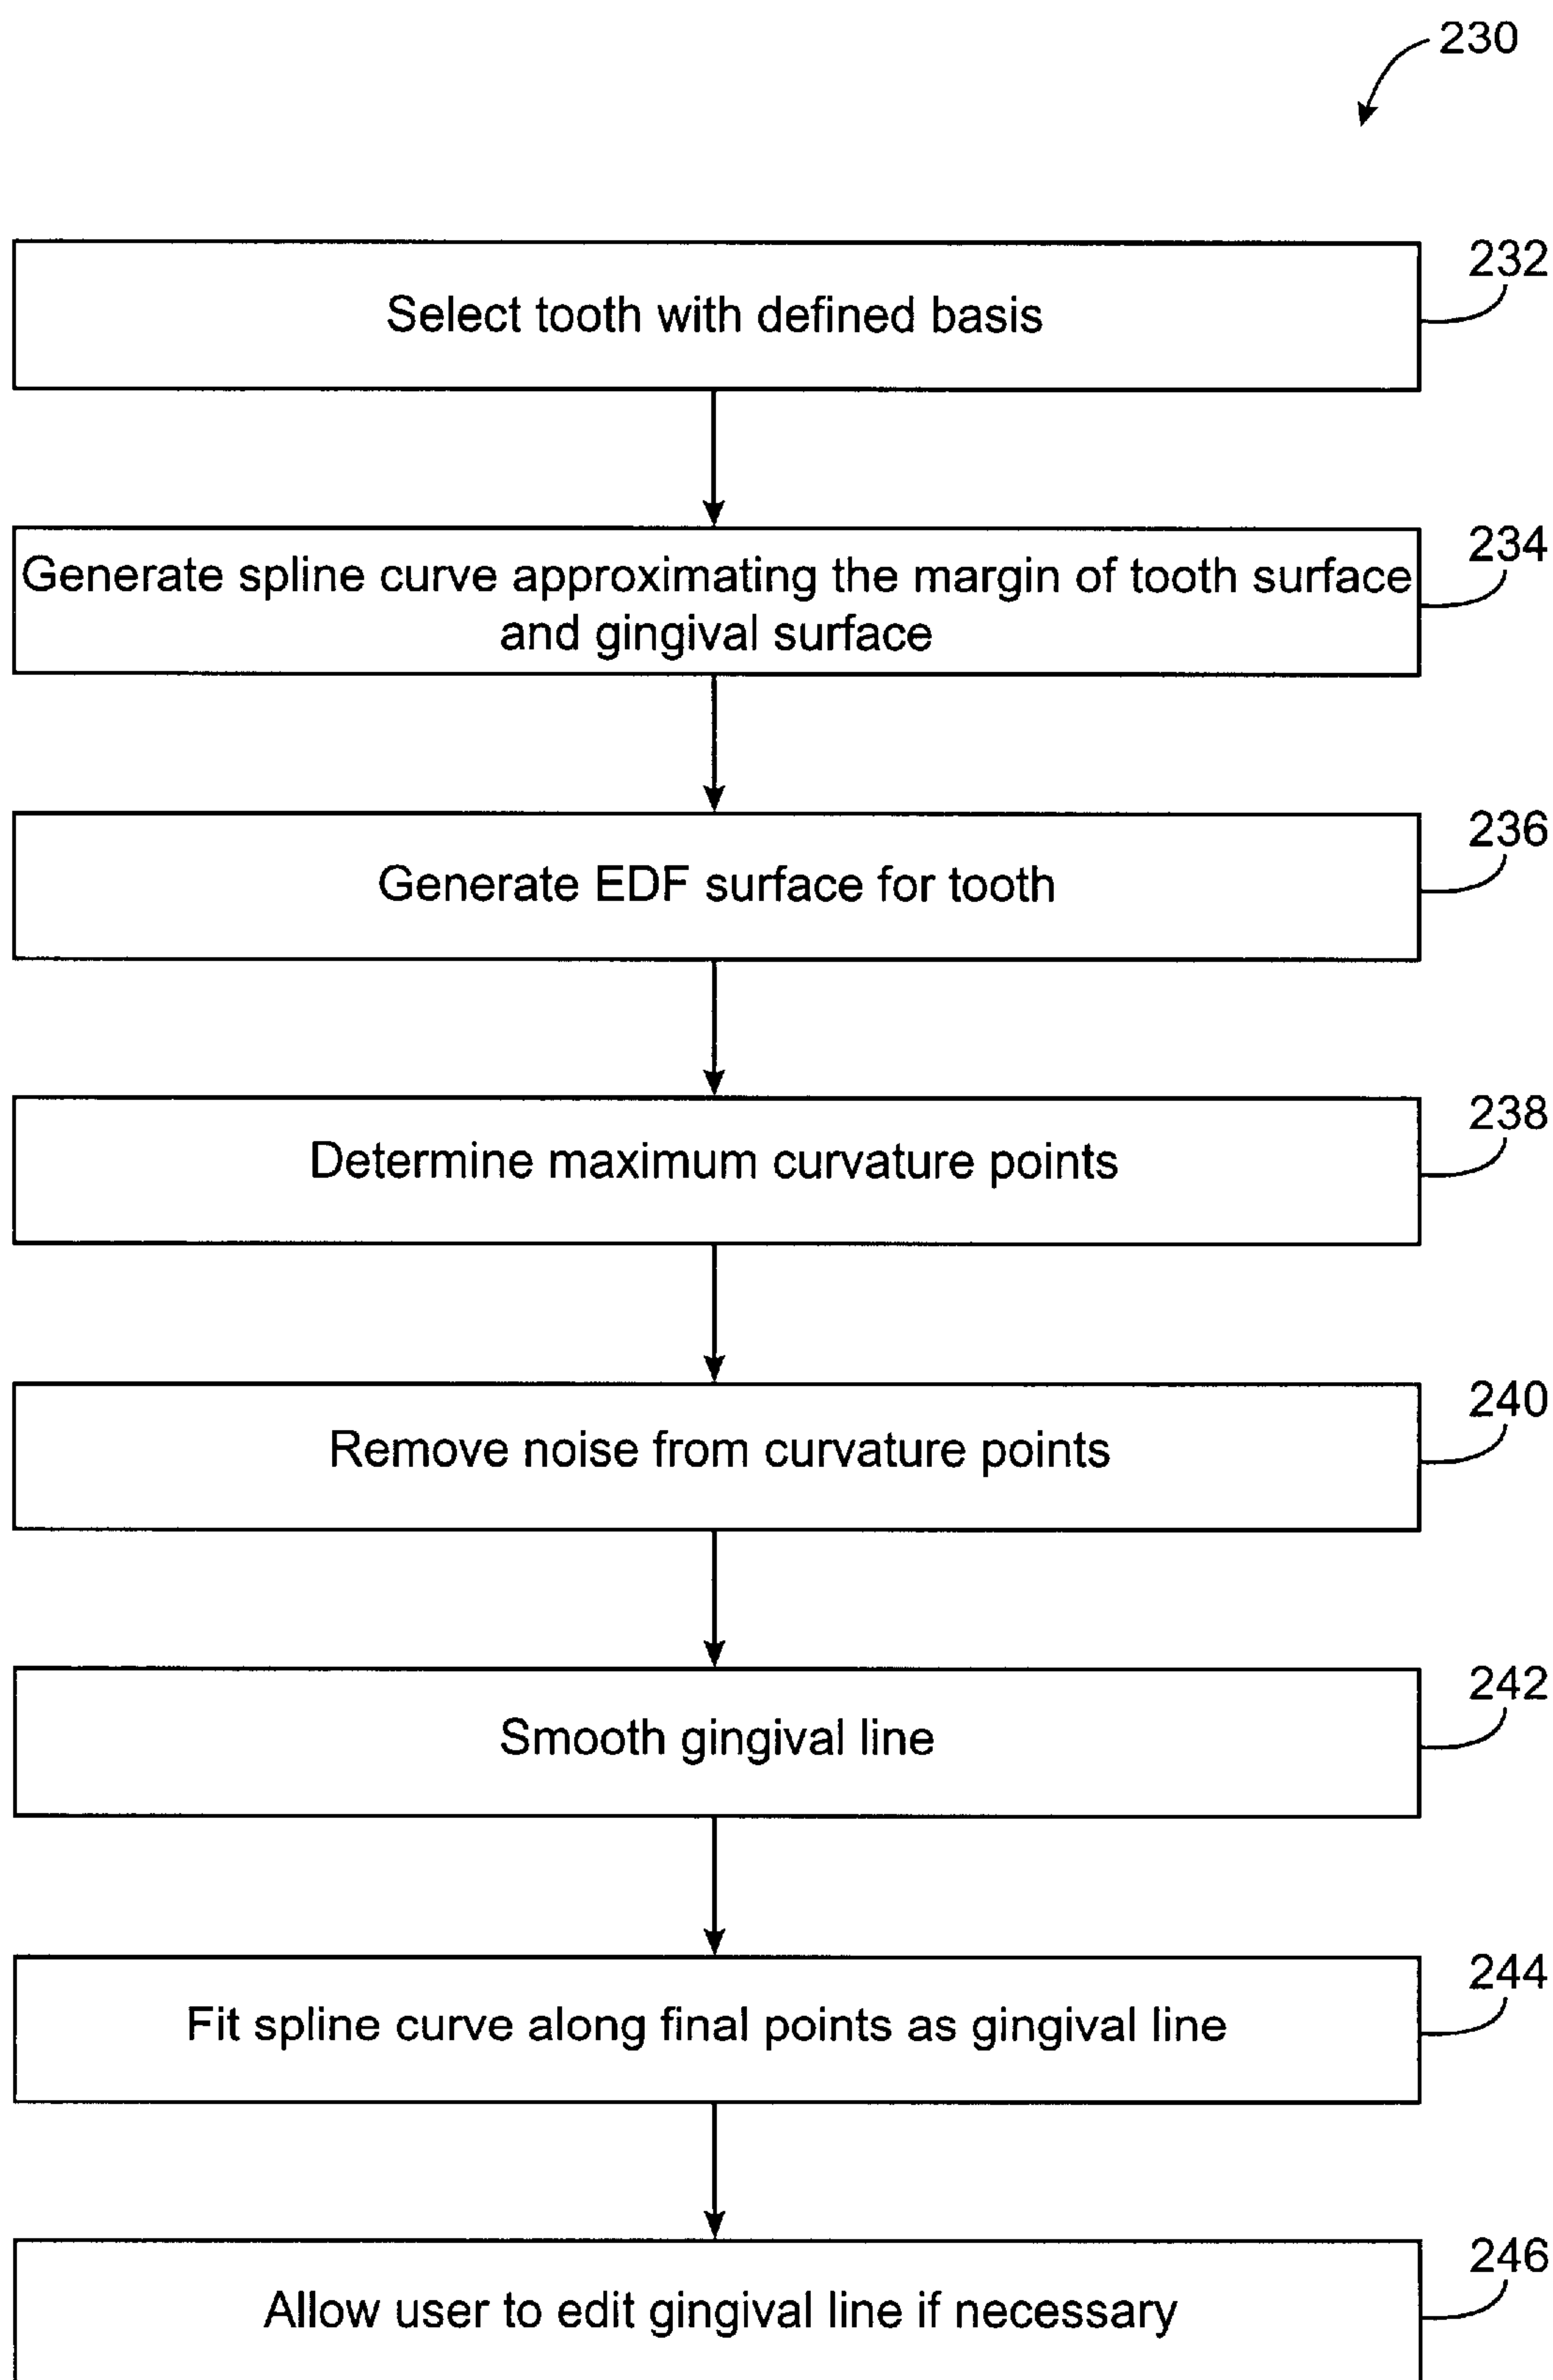 230
232
Select tooth with defined basis
234
Generate spline curve approximating the margin of tooth surface
and gingival surface
236
Generate EDF surface for tooth
238
Determine maximum curvature points
240
Remove noise from curvature points
242
Smooth gingival line
244
Fit spline curve along final points as gingival line
246
Allow user to edit gingival line if necessary